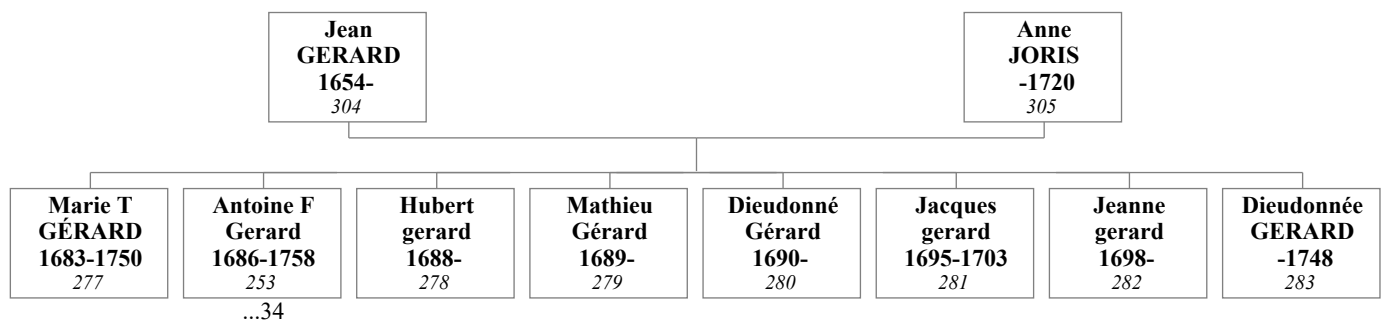 Jean
GERARD
1654-
304
Anne
JORIS
-1720
305
Marie T
GÉRARD
1683-1750
277
Antoine F
Gerard
1686-1758
253
...34
Hubert
gerard
1688-
278
Mathieu
Gérard
1689-
279
Dieudonné
Gérard
1690-
280
Jacques
gerard
1695-1703
281
Jeanne
gerard
1698-
282
Dieudonnée
GERARD
-1748
283